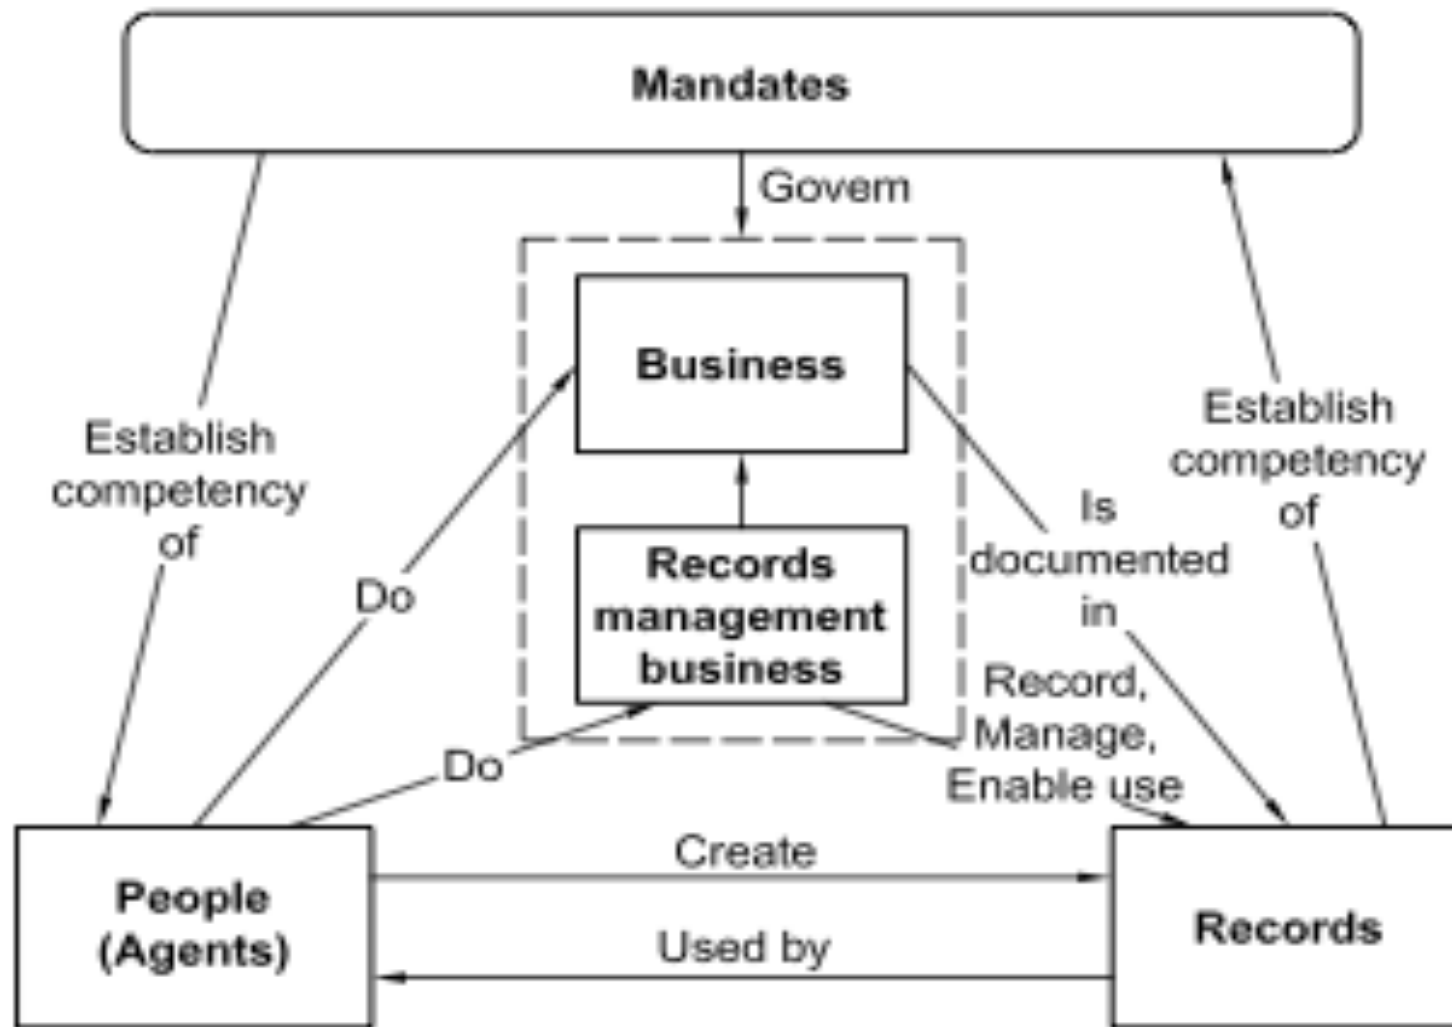 Mandates
Govern
Business
Establish
competency
of
Establish
competency
of
Is
documented
in
Do
Records
management
business
Record,
Manage,
Enable use
Do
Create
People
(Agents)
Records
Used by